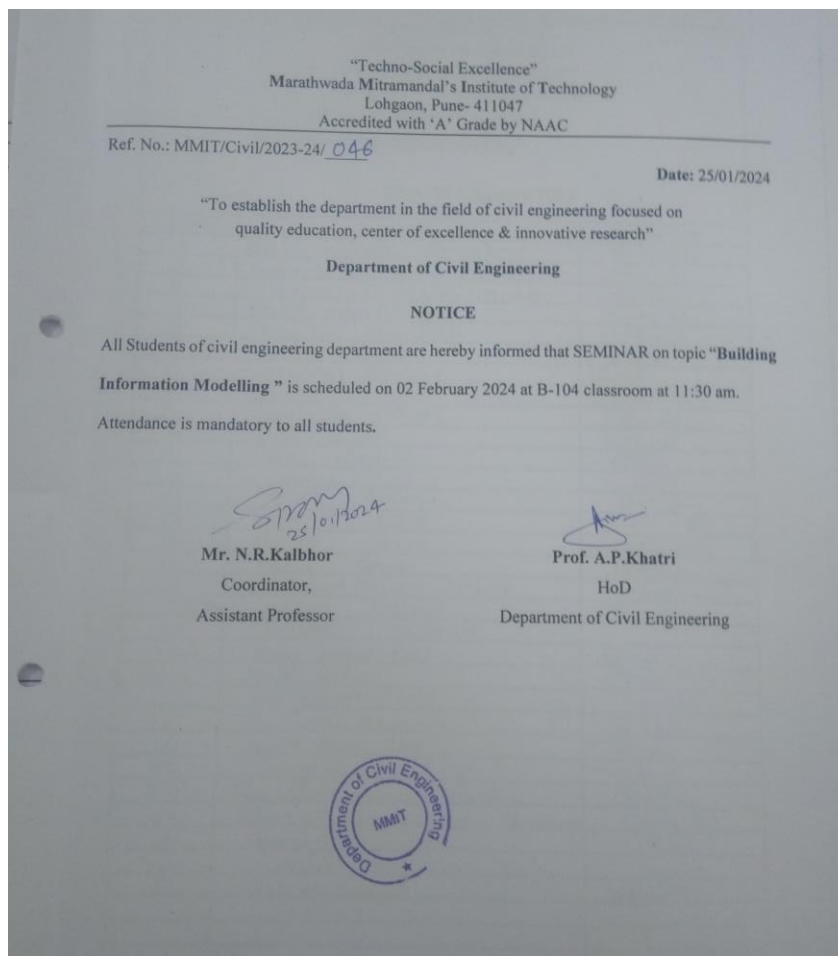 “Techno-Social Excellence”
Marathwada Mitramandal’s Institute of Technology
Lohgaon, Pune- 411047
Accredited with ‘A’ Grade by NAAC
Ref. No.: MMIT/Civil/2023-24/ 046
Date: 25/01/2024
“To establish the department in the field of civil engineering focused on
quality education, center of excellence & innovative research”
Department of Civil Engineering
NOTICE
All Students of civil engineering department are hereby informed that SEMINAR on topic “Building
Information Modelling ” is scheduled on 02 February 2024 at B-104 classroom at 11:30 am.
Attendance is mandatory to all students.
25/01/2024
Mr. N.R.Kalbhor
Prof. A.P.Khatri
Coordinator,
HoD
Assistant Professor
Department of Civil Engineering
Department of Civil Engineering
MMIT